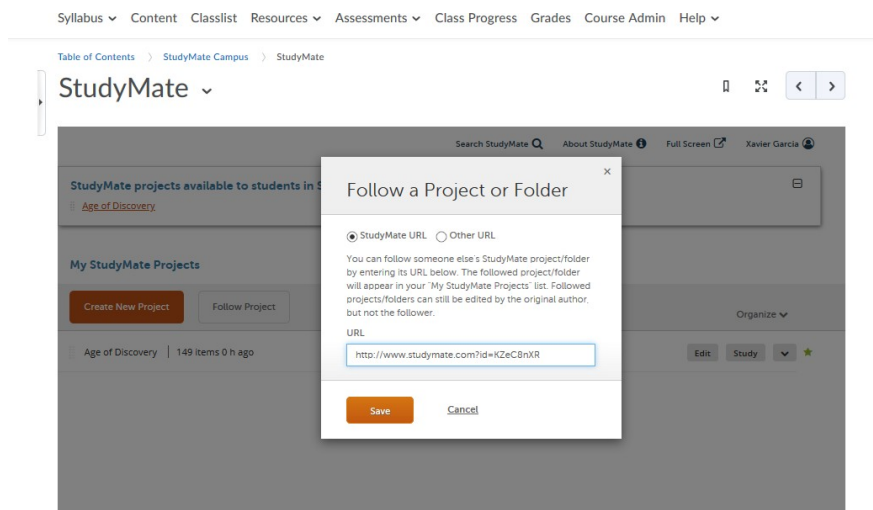 Syllabus Content Classlist Resources Assessments Class Progress Grades Course Admin Help
Table of Contents > StudyMate Campus > StudyMate
StudyMate
Search StudyMate About StudyMate Full Screen Xavier Garcia
StudyMate projects available to students in S
Age of Discovery
Follow a Project or Folder
StudyMate URL Other URL
You can follow someone else's StudyMate project/folder
by entering its URL below. The followed project/folder
will appear in your "My StudyMate Projects" list. Followed
projects/folders can still be edited by the original author,
but not the follower.
URL
http://www.studymate.com?id=KZeC8nXR
Save Cancel
My StudyMate Projects
Create New Project Follow Project Organize
Age of Discovery | 149 items 0 h ago Edit Study